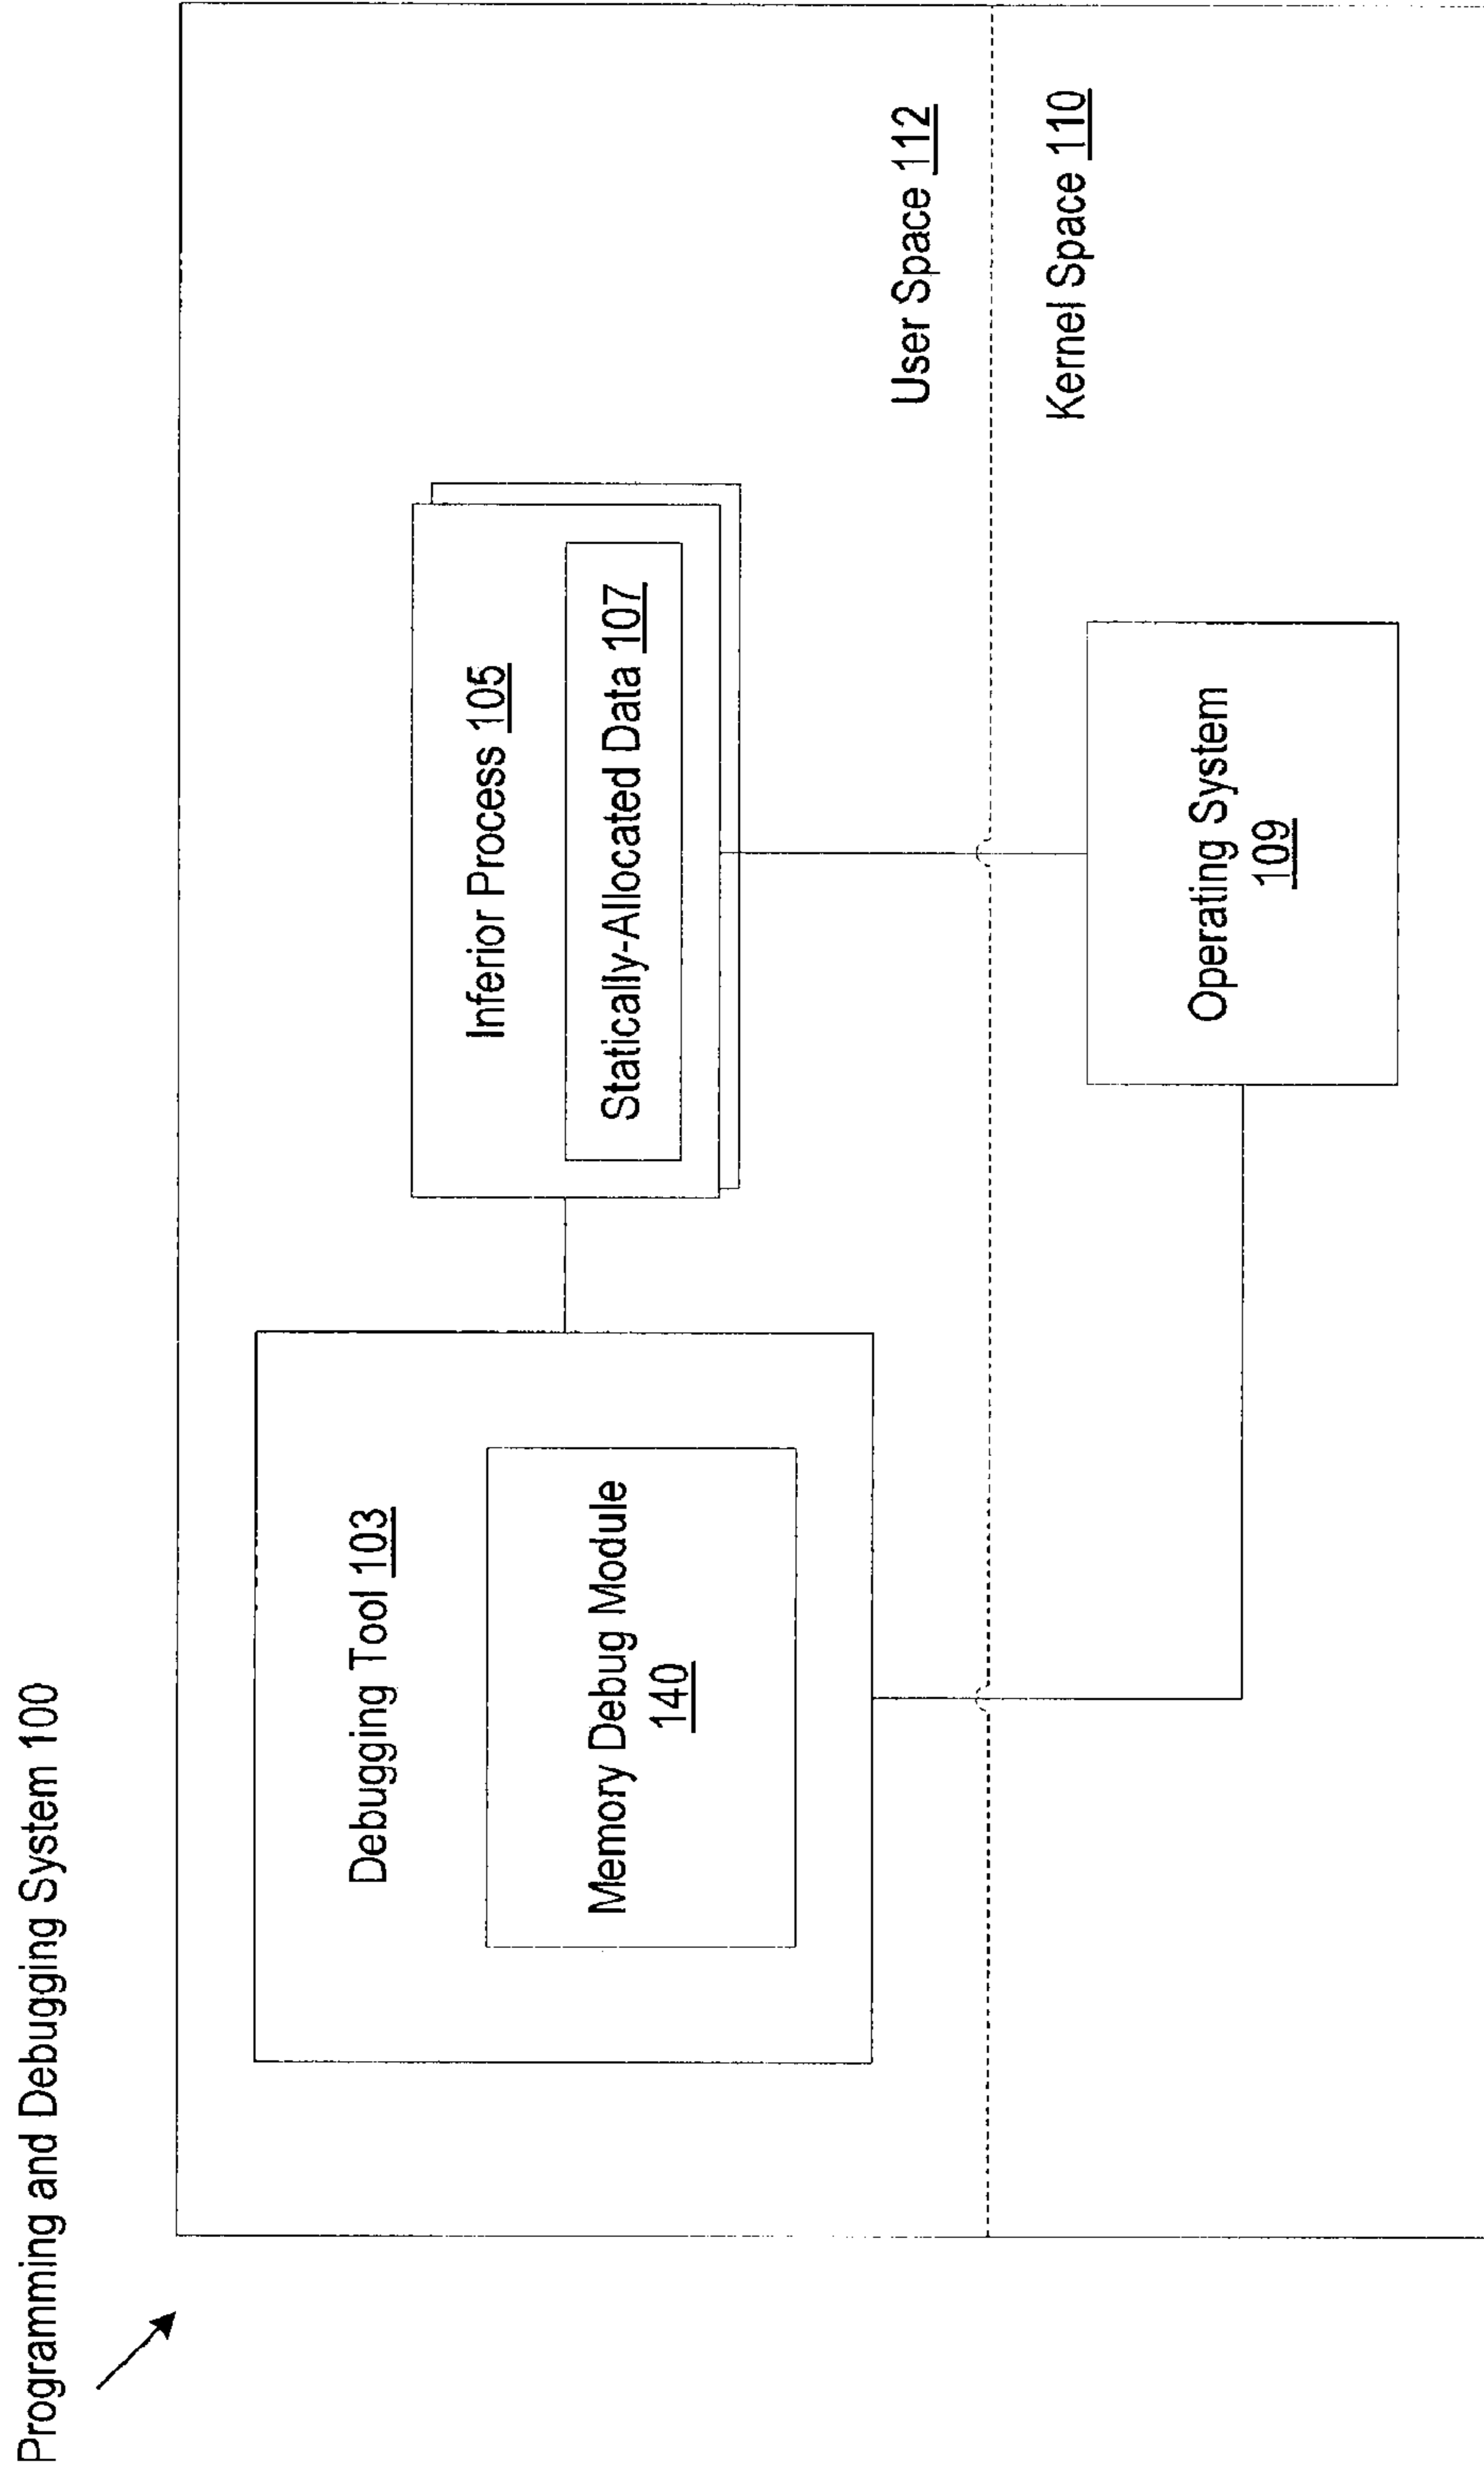 Programming and Debugging System 100
Debugging Tool 103
Memory Debug Module
140
Inferior Process 105
Statically-Allocated Data 107
User Space 112
Kernel Space 110
Operating System
109